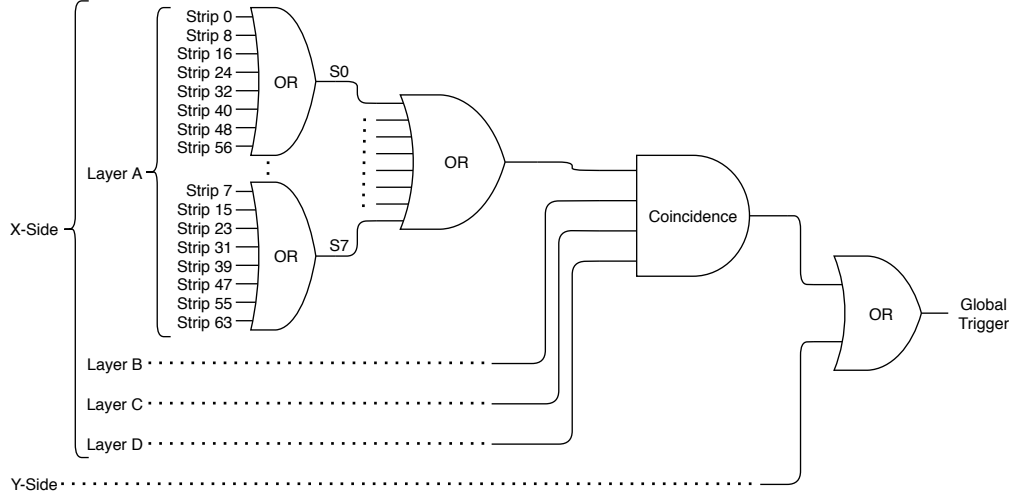 Strip 0
Strip 8
Strip 16
Strip 24
Strip 32
Strip 40
Strip 48
Strip 56
OR
S0
Layer A
Strip 7
Strip 15
Strip 23
Strip 31
Strip 39
Strip 47
Strip 55
Strip 63
OR
S7
OR
Coincidence
X-Side
OR
Global
Trigger
Layer B
Layer C
Layer D
Y-Side